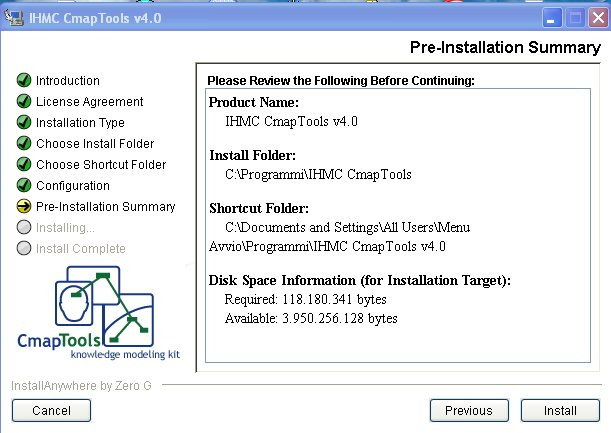 IHMC CmapTools v4.0
Pre-Installation Summary
Introduction
License Agreement
Installation Type
Choose Install Folder
Choose Shortcut Folder
Configuration
Pre-Installation Summary
Installing...
Install Complete
CmapTools
knowledge modeling kit
Please Review the Following Before Continuing:
Product Name:
IHMC CmapTools v4.0
Install Folder:
C:\Programmi\IHMC CmapTools
Shortcut Folder:
C:\Documents and Settings\All Users\Menu
Avvio\Programmi\IHMC CmapTools v4.0
Disk Space Information (for Installation Target):
Required: 118.180.341 bytes
Available: 3.950.256.128 bytes
InstallAnywhere by Zero G
Cancel
Previous
Install